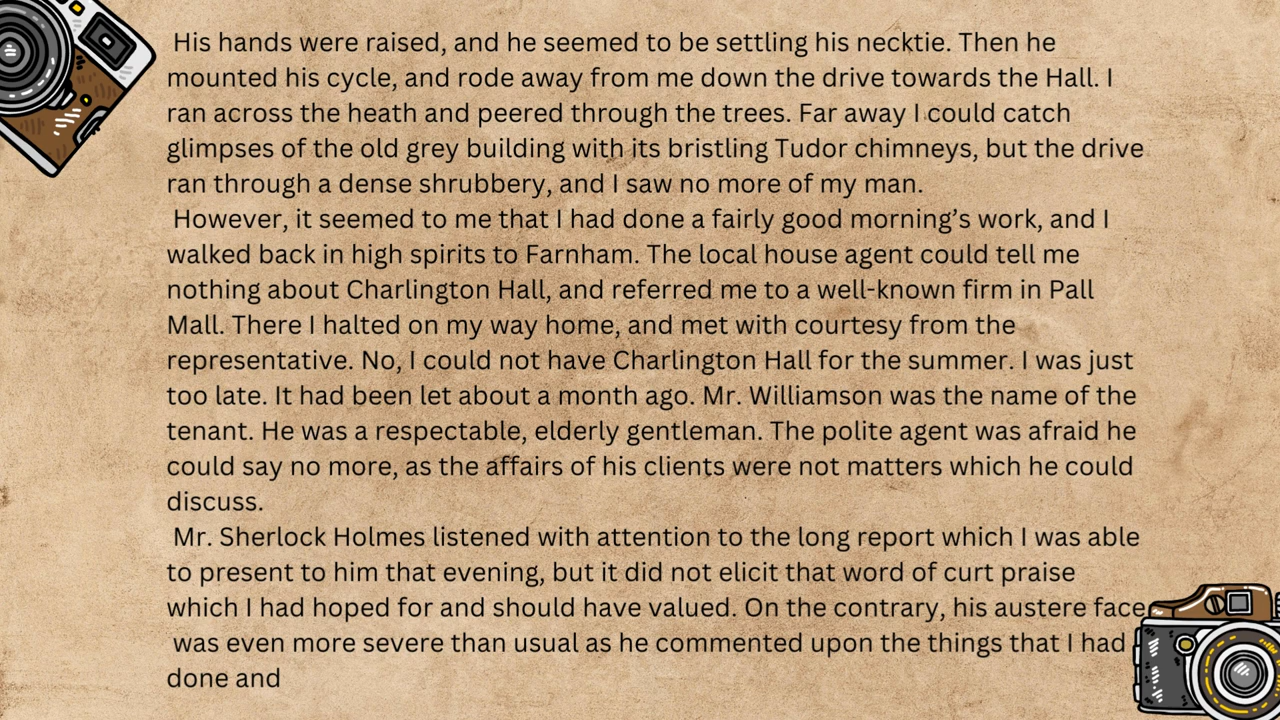 His hands were raised, and he seemed to be settling his necktie. Then he
mounted his cycle, and rode away from me down the drive towards the Hall. I
ran across the heath and peered through the trees. Far away I could catch
glimpses of the old grey building with its bristling Tudor chimneys, but the drive
ran through a dense shrubbery, and I saw no more of my man.
However, it seemed to me that I had done a fairly good morning’s work, and I
walked back in high spirits to Farnham. The local house agent could tell me
nothing about Charlington Hall, and referred me to a well-known firm in Pall
Mall. There I halted on my way home, and met with courtesy from the
representative. No, I could not have Charlington Hall for the summer. I was just
too late. It had been let about a month ago. Mr. Williamson was the name of the
tenant. He was a respectable, elderly gentleman. The polite agent was afraid he
could say no more, as the affairs of his clients were not matters which he could
discuss.
Mr. Sherlock Holmes listened with attention to the long report which I was able
to present to him that evening, but it did not elicit that word of curt praise
which I had hoped for and should have valued. On the contrary, his austere face
was even more severe than usual as he commented upon the things that I had
done and